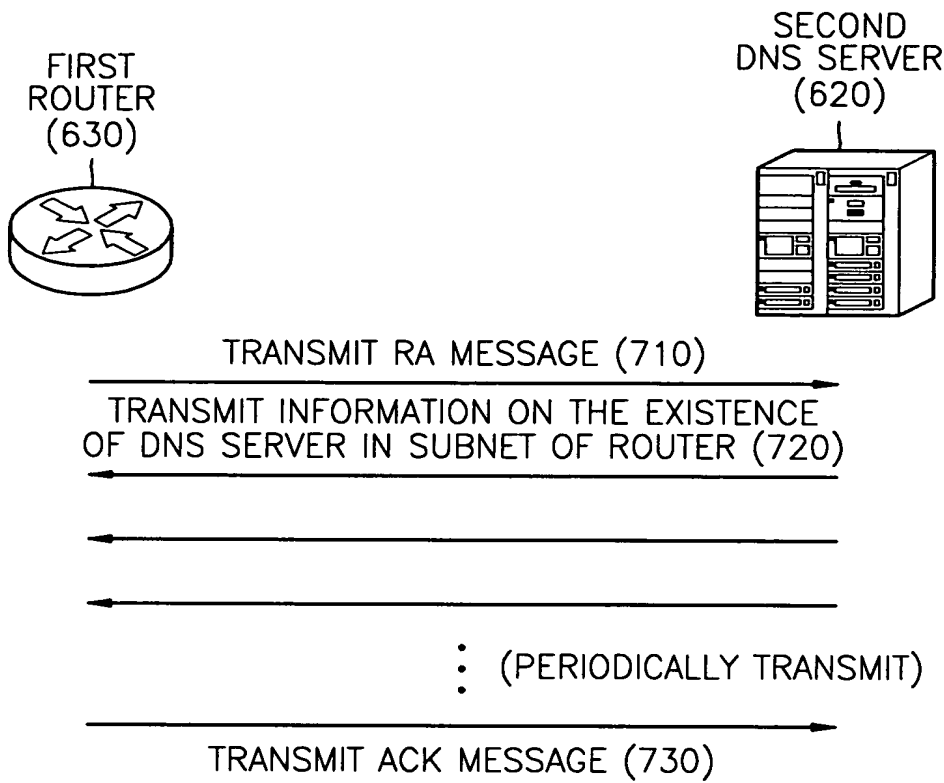 FIRST
ROUTER
(630)
SECOND
DNS SERVER
(620)
TRANSMIT RA MESSAGE (710)
TRANSMIT INFORMATION ON THE EXISTENCE
OF DNS SERVER IN SUBNET OF ROUTER (720)
(PERIODICALLY TRANSMIT)
TRANSMIT ACK MESSAGE (730)